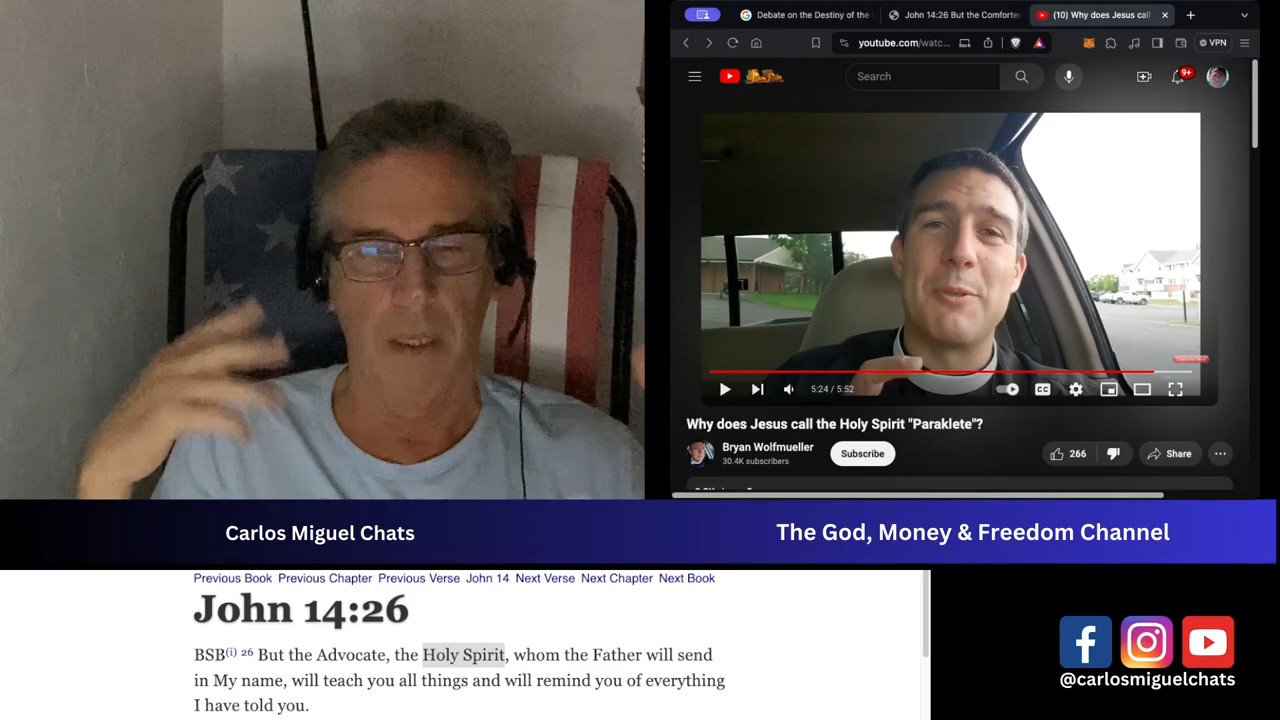 Debate on the Destiny of the
John 14:26 But the Comforter
(10) Why does Jesus call
youtube.com/watc...
VPN
Search
9+
5:24 / 5:52
CC
Why does Jesus call the Holy Spirit "Paraklete"?
Bryan Wolfmueller
30.4K subscribers
Subscribe
266
Share
Carlos Miguel Chats
The God, Money & Freedom Channel
Previous Book Previous Chapter Previous Verse John 14 Next Verse Next Chapter Next Book
John 14:26
BSB(i) 26 But the Advocate, the Holy Spirit, whom the Father will send
in My name, will teach you all things and will remind you of everything
I have told you.
@carlosmiguelchats